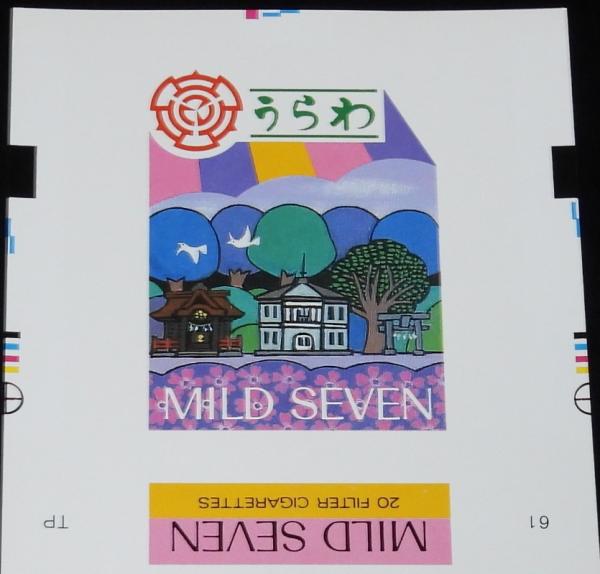 うらわ
MILD SEVEN
20 FILTER CIGARETTES
MILD SEVEN
TP
61